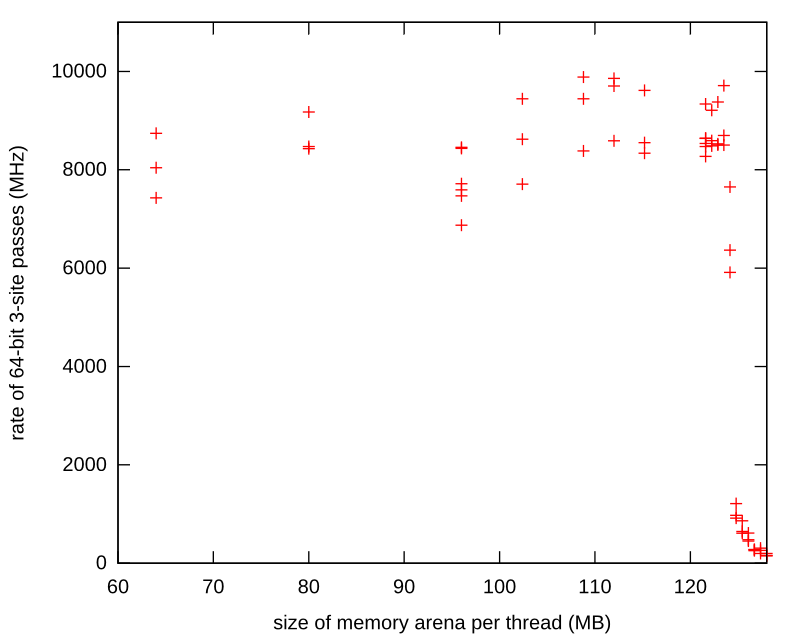 10000
8000
6000
4000
2000
0
rate of 64-bit 3-site passes (MHz)
60 70 80 90 100 110 120
size of memory arena per thread (MB)